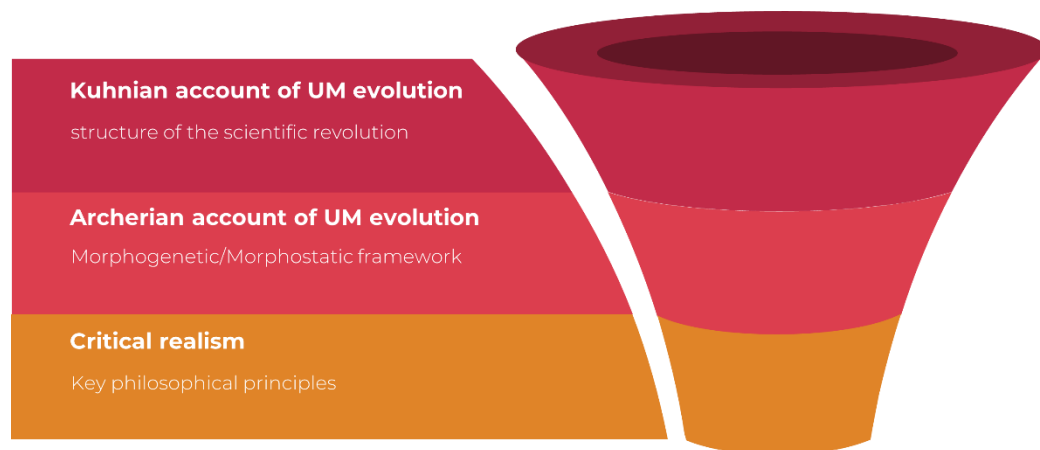 Kuhnian account of UM evolution
structure of the scientific revolution
Archerian account of UM evolution
Morphogenetic/Morphostatic framework
Critical realism
Key philosophical principles